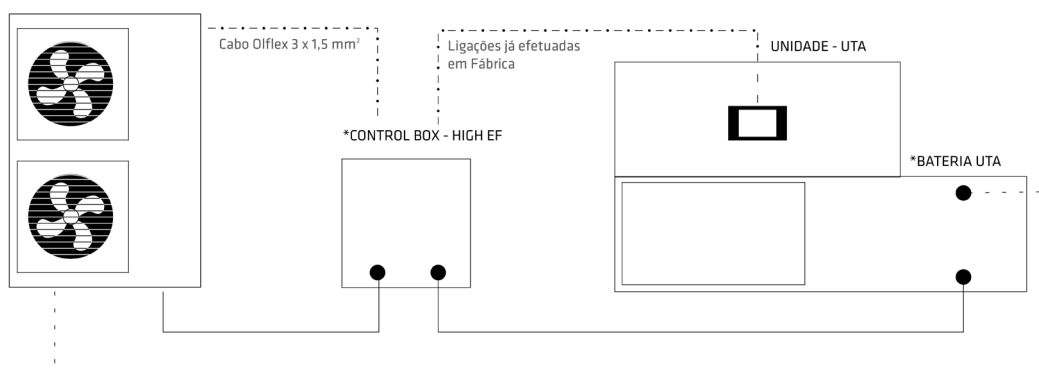 Cabo Olflex 3 x 1,5 mm²
Ligações já efetuadas
em Fábrica
UNIDADE - UTA
*CONTROL BOX - HIGH EF
*BATERIA UTA